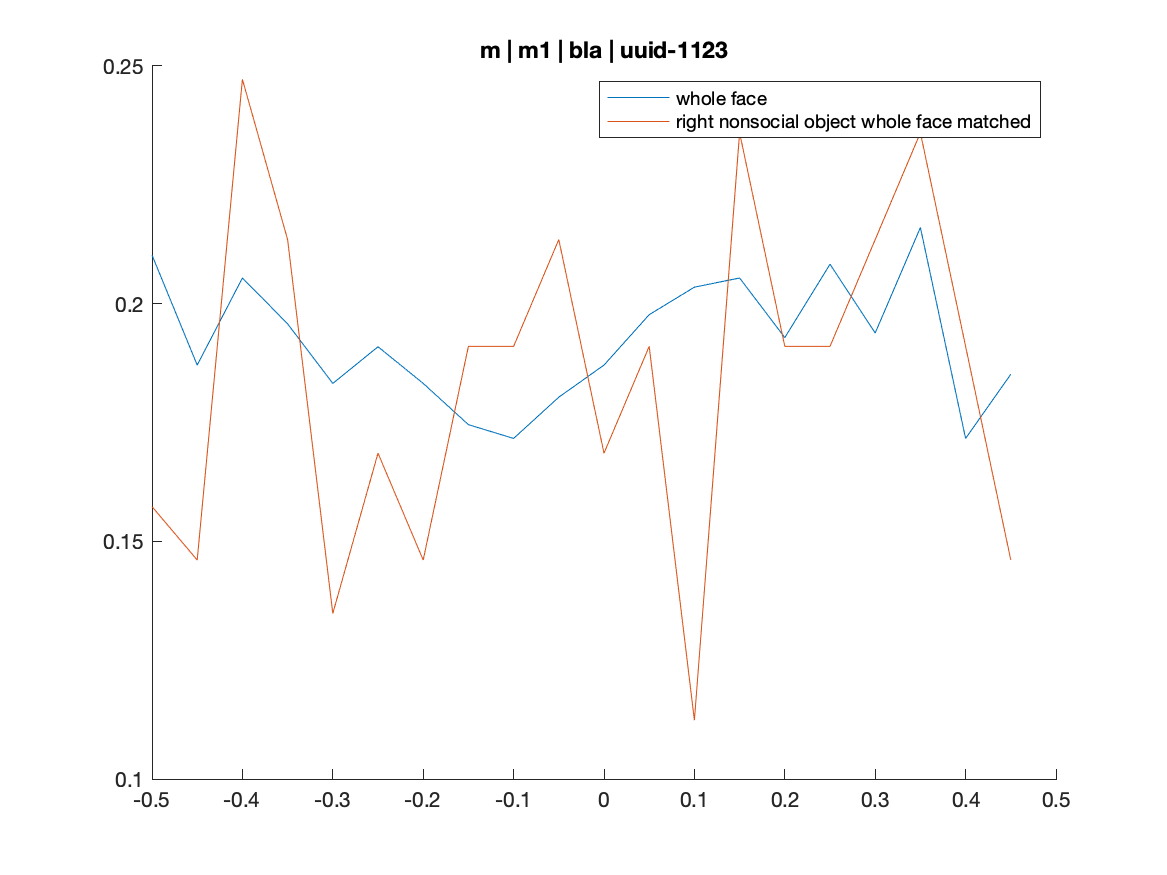 m | m1 | bla | uuid-1123
0.25
whole face
right nonsocial object whole face matched
0.2
0.15
0.1
-0.5 -0.4 -0.3 -0.2 -0.1 0 0.1 0.2 0.3 0.4 0.5